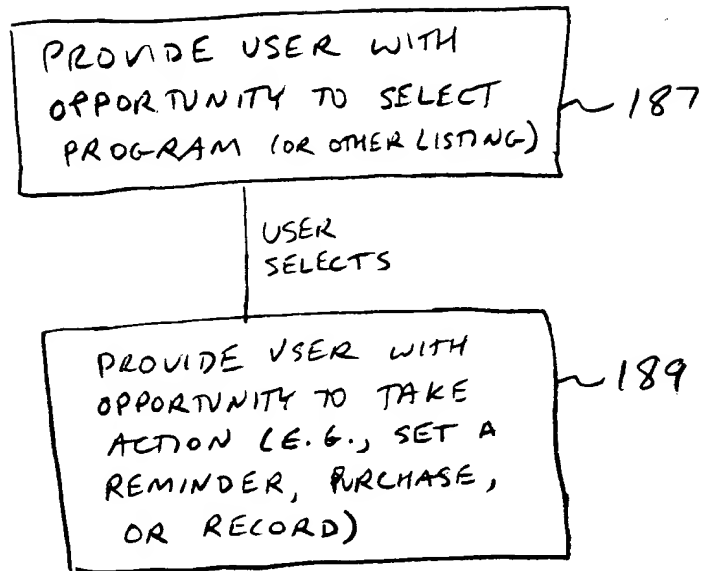 PROVIDE USER WITH
OPPORTUNITY TO SELECT
PROGRAM (OR OTHER LISTING)
187
USER
SELECTS
PROVIDE USER WITH
OPPORTUNITY TO TAKE
ACTION (E.G., SET A
REMINDER, PURCHASE,
OR RECORD)
189